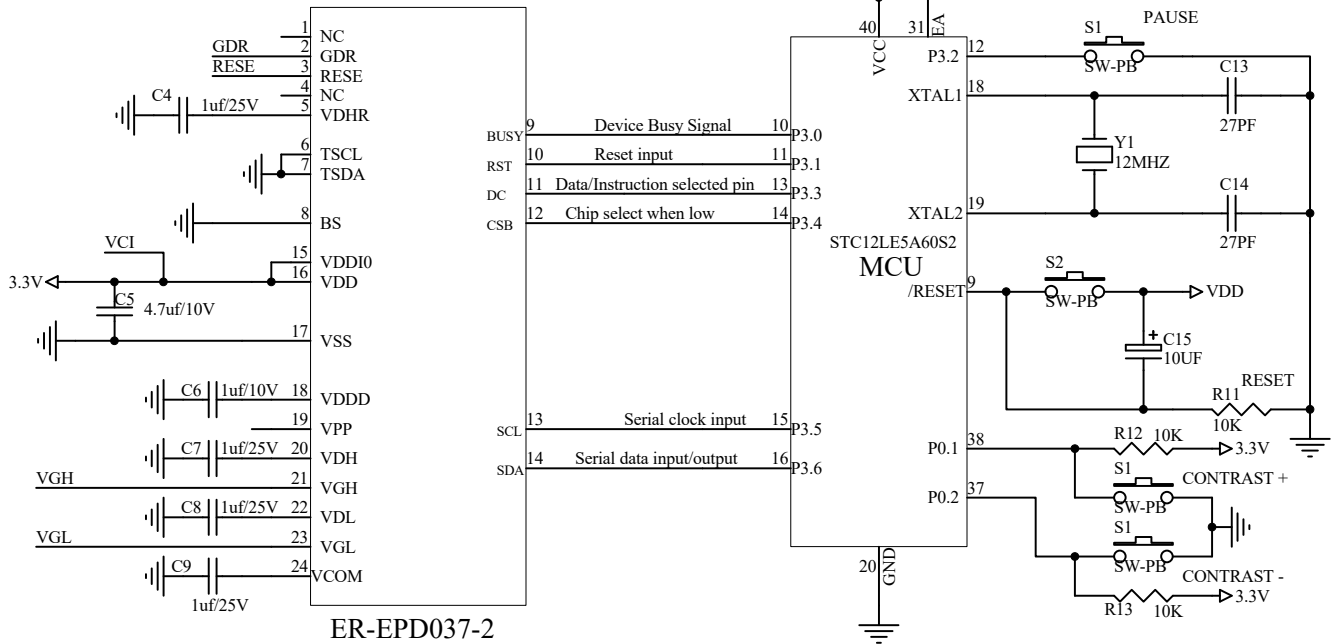 1 NC
GDR 2 GDR
RESE 3 RESE
4 NC
C4 1uf/25V 5 VDHR
6 TSCL
7 TSDA
8 BS
VCI
15 VDDI0
3.3V 16 VDD
C5 4.7uf/10V
17 VSS
C6 1uf/10V 18 VDDD
19 VPP
C7 1uf/25V 20 VDH
VGH 21 VGH
C8 1uf/25V 22 VDL
VGL 23 VGL
C9 24 VCOM
1uf/25V
ER-EPD037-2
BUSY 9 Device Busy Signal 10 P3.0
RST 10 Reset input 11 P3.1
DC 11 Data/Instruction selected pin 13 P3.3
CSB 12 Chip select when low 14 P3.4
SCL 13 Serial clock input 15 P3.5
SDA 14 Serial data input/output 16 P3.6
40 VCC
31 EA
STC12LE5A60S2
MCU
20 GND
P3.2 12
S1 PAUSE
SW-PB
XTAL1 18
C13
27PF
Y1
12MHZ
XTAL2 19
C14
27PF
/RESET 9
S2
SW-PB
VDD
+
C15
10UF
R11 RESET
10K
P0.1 38
R12 10K 3.3V
S1 CONTRAST +
SW-PB
P0.2 37
S1
SW-PB
CONTRAST -
R13 10K 3.3V